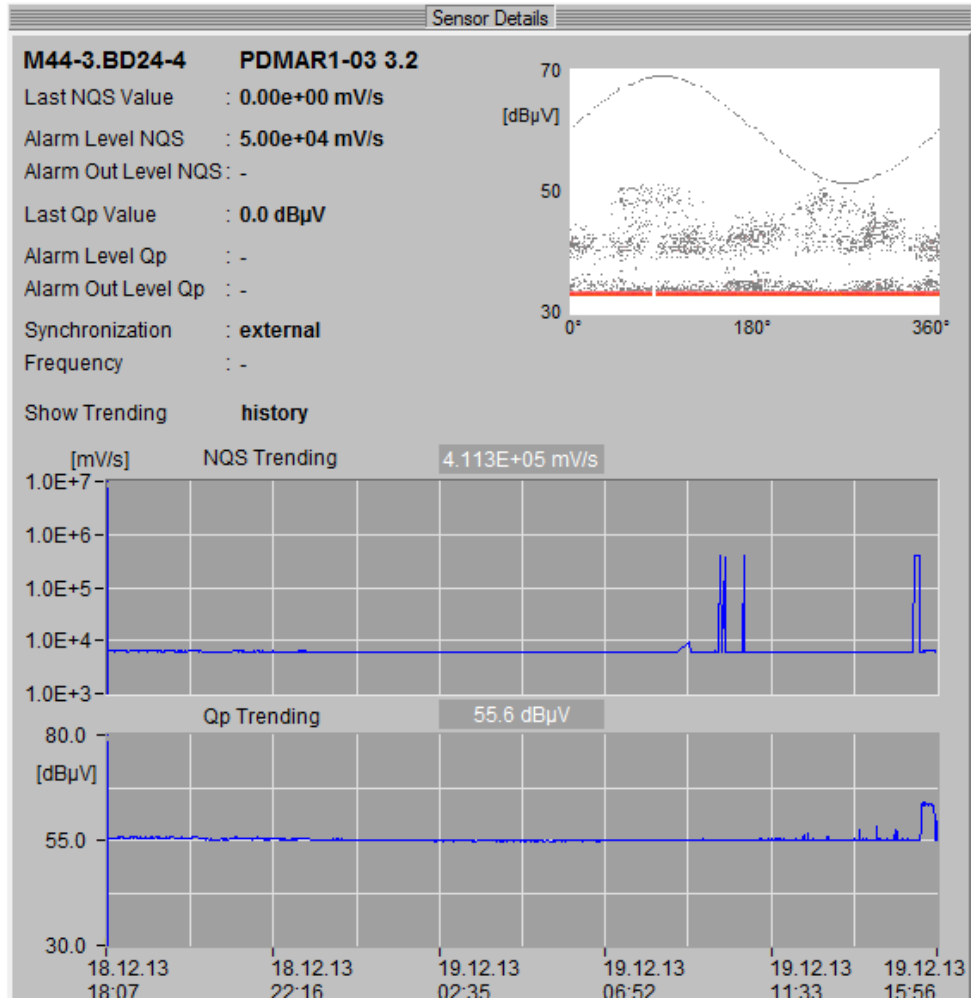 Sensor Details
M44-3.BD24-4 PDMAR1-03 3.2
Last NQS Value : 0.00e+00 mV/s
Alarm Level NQS : 5.00e+04 mV/s
Alarm Out Level NQS : -
Last Qp Value : 0.0 dBµV
Alarm Level Qp : -
Alarm Out Level Qp : -
Synchronization : external
Frequency : -
Show Trending history
70
[dBµV]
50
30
0° 180° 360°
[mV/s] NQS Trending 4.113E+05 mV/s
1.0E+7
1.0E+6
1.0E+5
1.0E+4
1.0E+3
Qp Trending 55.6 dBµV
80.0
[dBµV]
55.0
30.0
18.12.13 18.12.13 19.12.13 19.12.13 19.12.13 19.12.13
18:07 22:16 02:35 06:52 11:33 15:56